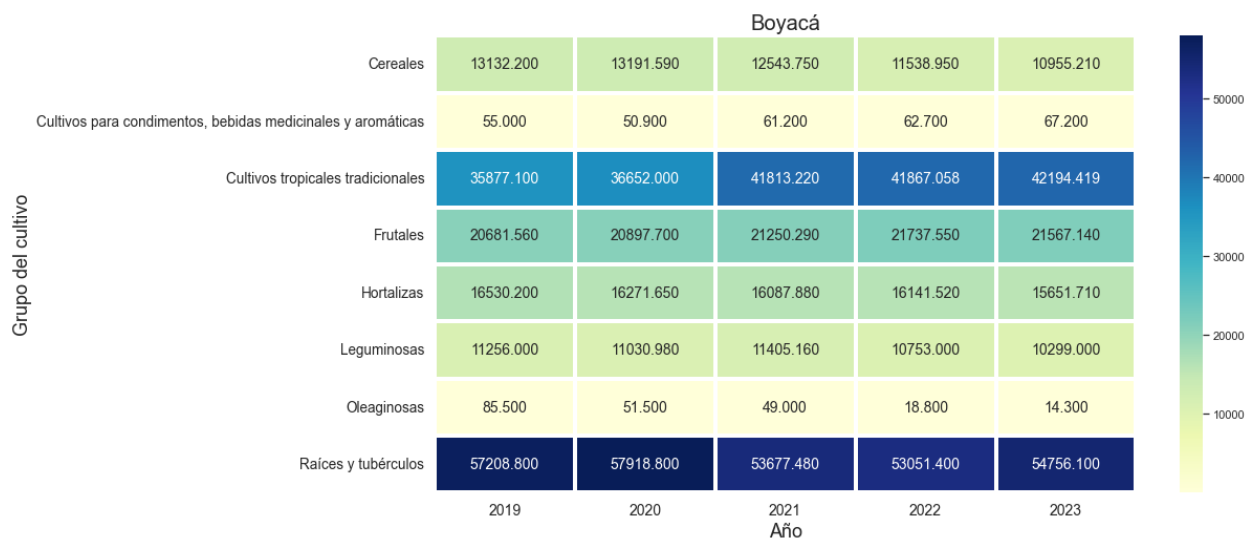 Boyacá
Grupo del cultivo
Cereales 13132.200 13191.590 12543.750 11538.950 10955.210
Cultivos para condimentos, bebidas medicinales y aromáticas 55.000 50.900 61.200 62.700 67.200
Cultivos tropicales tradicionales 35877.100 36652.000 41813.220 41867.058 42194.419
Frutales 20681.560 20897.700 21250.290 21737.550 21567.140
Hortalizas 16530.200 16271.650 16087.880 16141.520 15651.710
Leguminosas 11256.000 11030.980 11405.160 10753.000 10299.000
Oleaginosas 85.500 51.500 49.000 18.800 14.300
Raíces y tubérculos 57208.800 57918.800 53677.480 53051.400 54756.100
2019 2020 2021 2022 2023
Año
50000
40000
30000
20000
10000